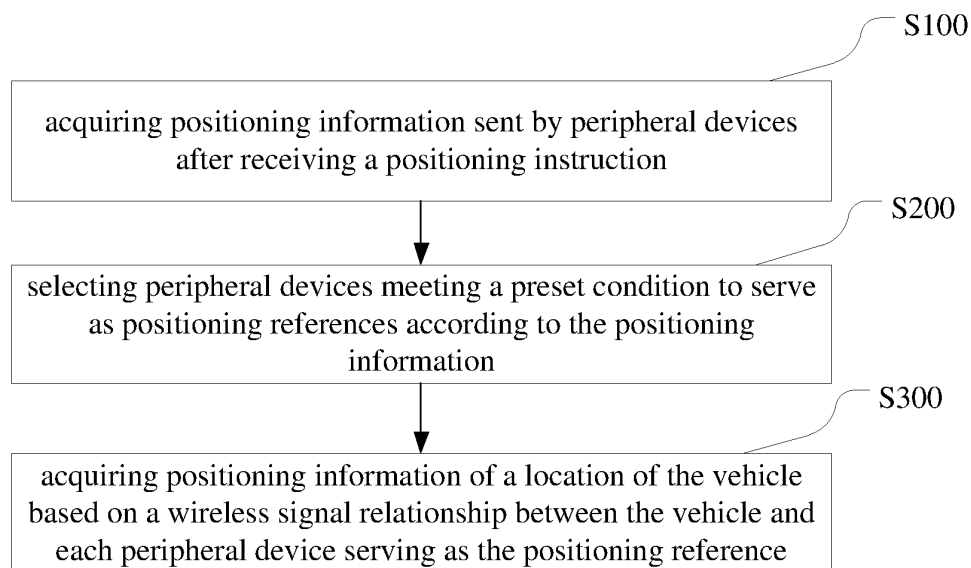 S100
acquiring positioning information sent by peripheral devices
after receiving a positioning instruction
S200
selecting peripheral devices meeting a preset condition to serve
as positioning references according to the positioning
information
S300
acquiring positioning information of a location of the vehicle
based on a wireless signal relationship between the vehicle and
each peripheral device serving as the positioning reference